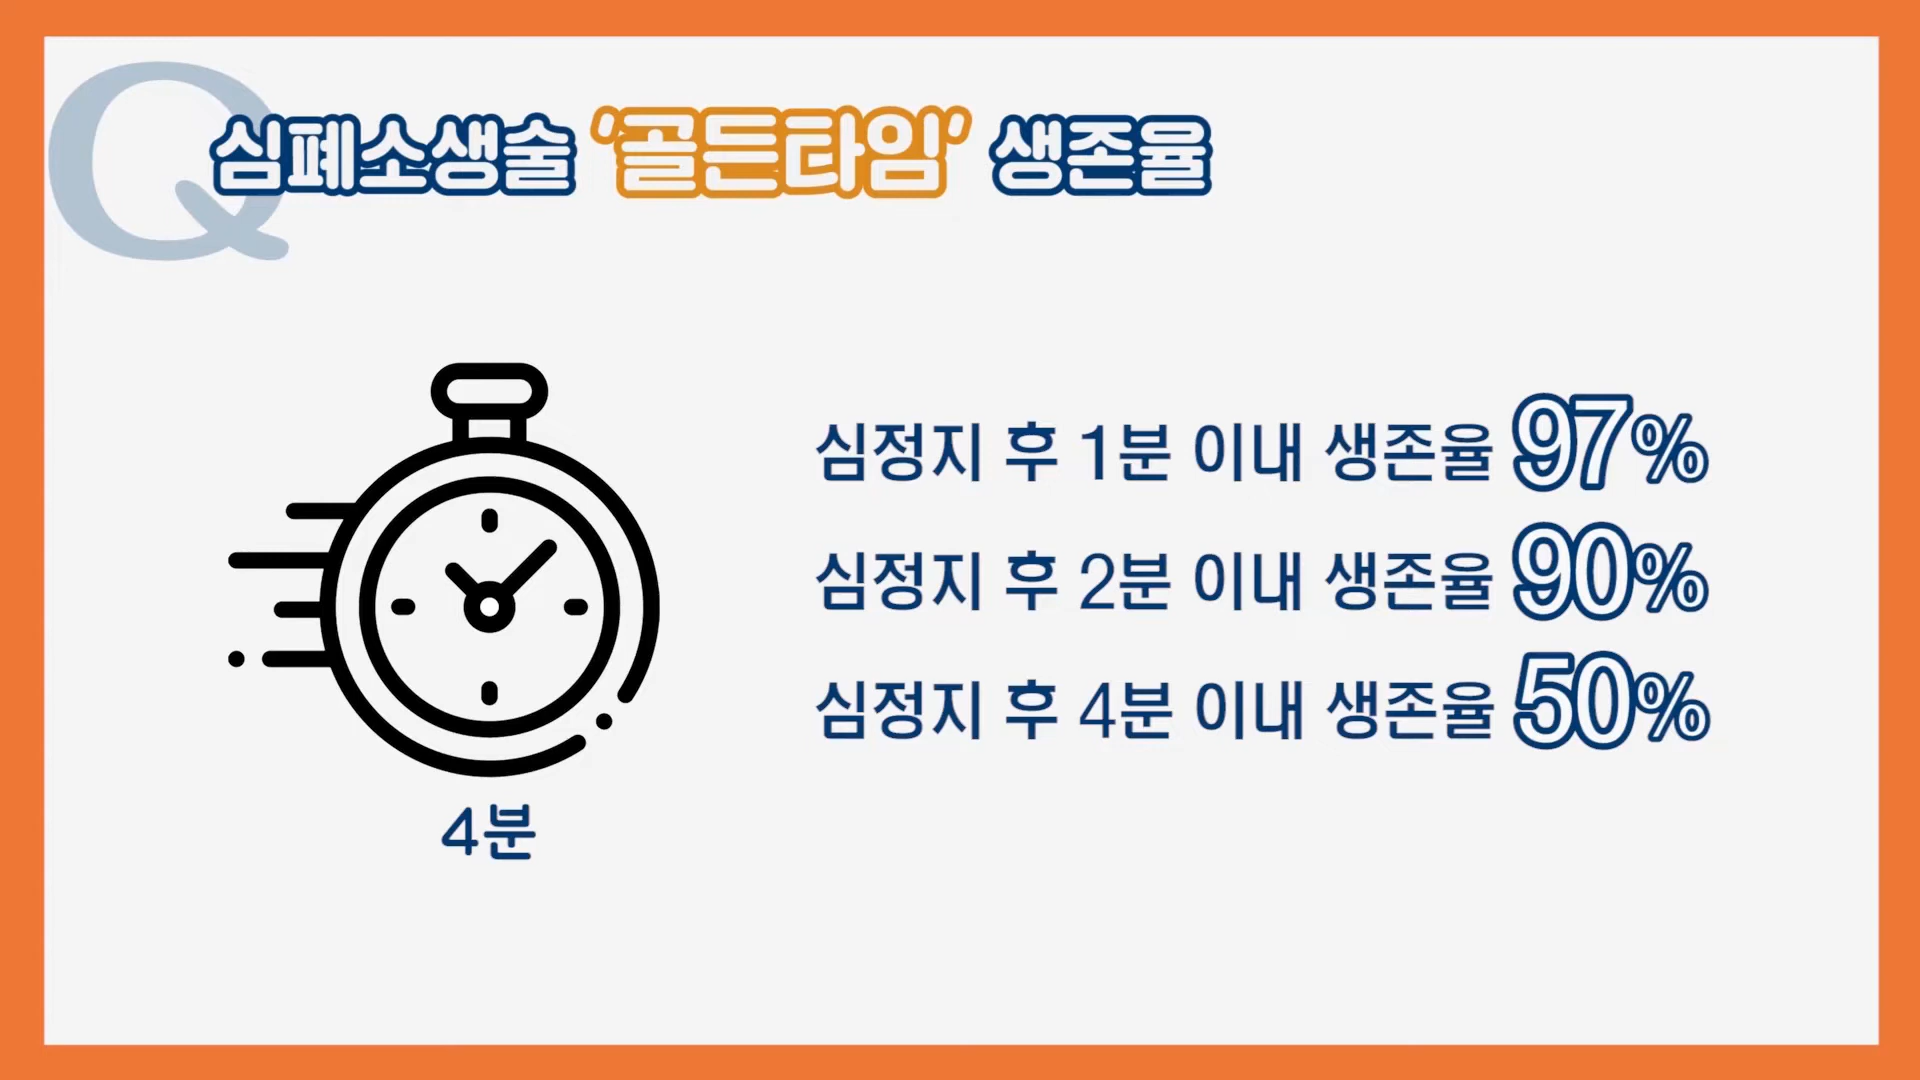 Q
심폐소생술 '골든타임' 생존율
심정지 후 1분 이내 생존율 97%
심정지 후 2분 이내 생존율 90%
심정지 후 4분 이내 생존율 50%
4분